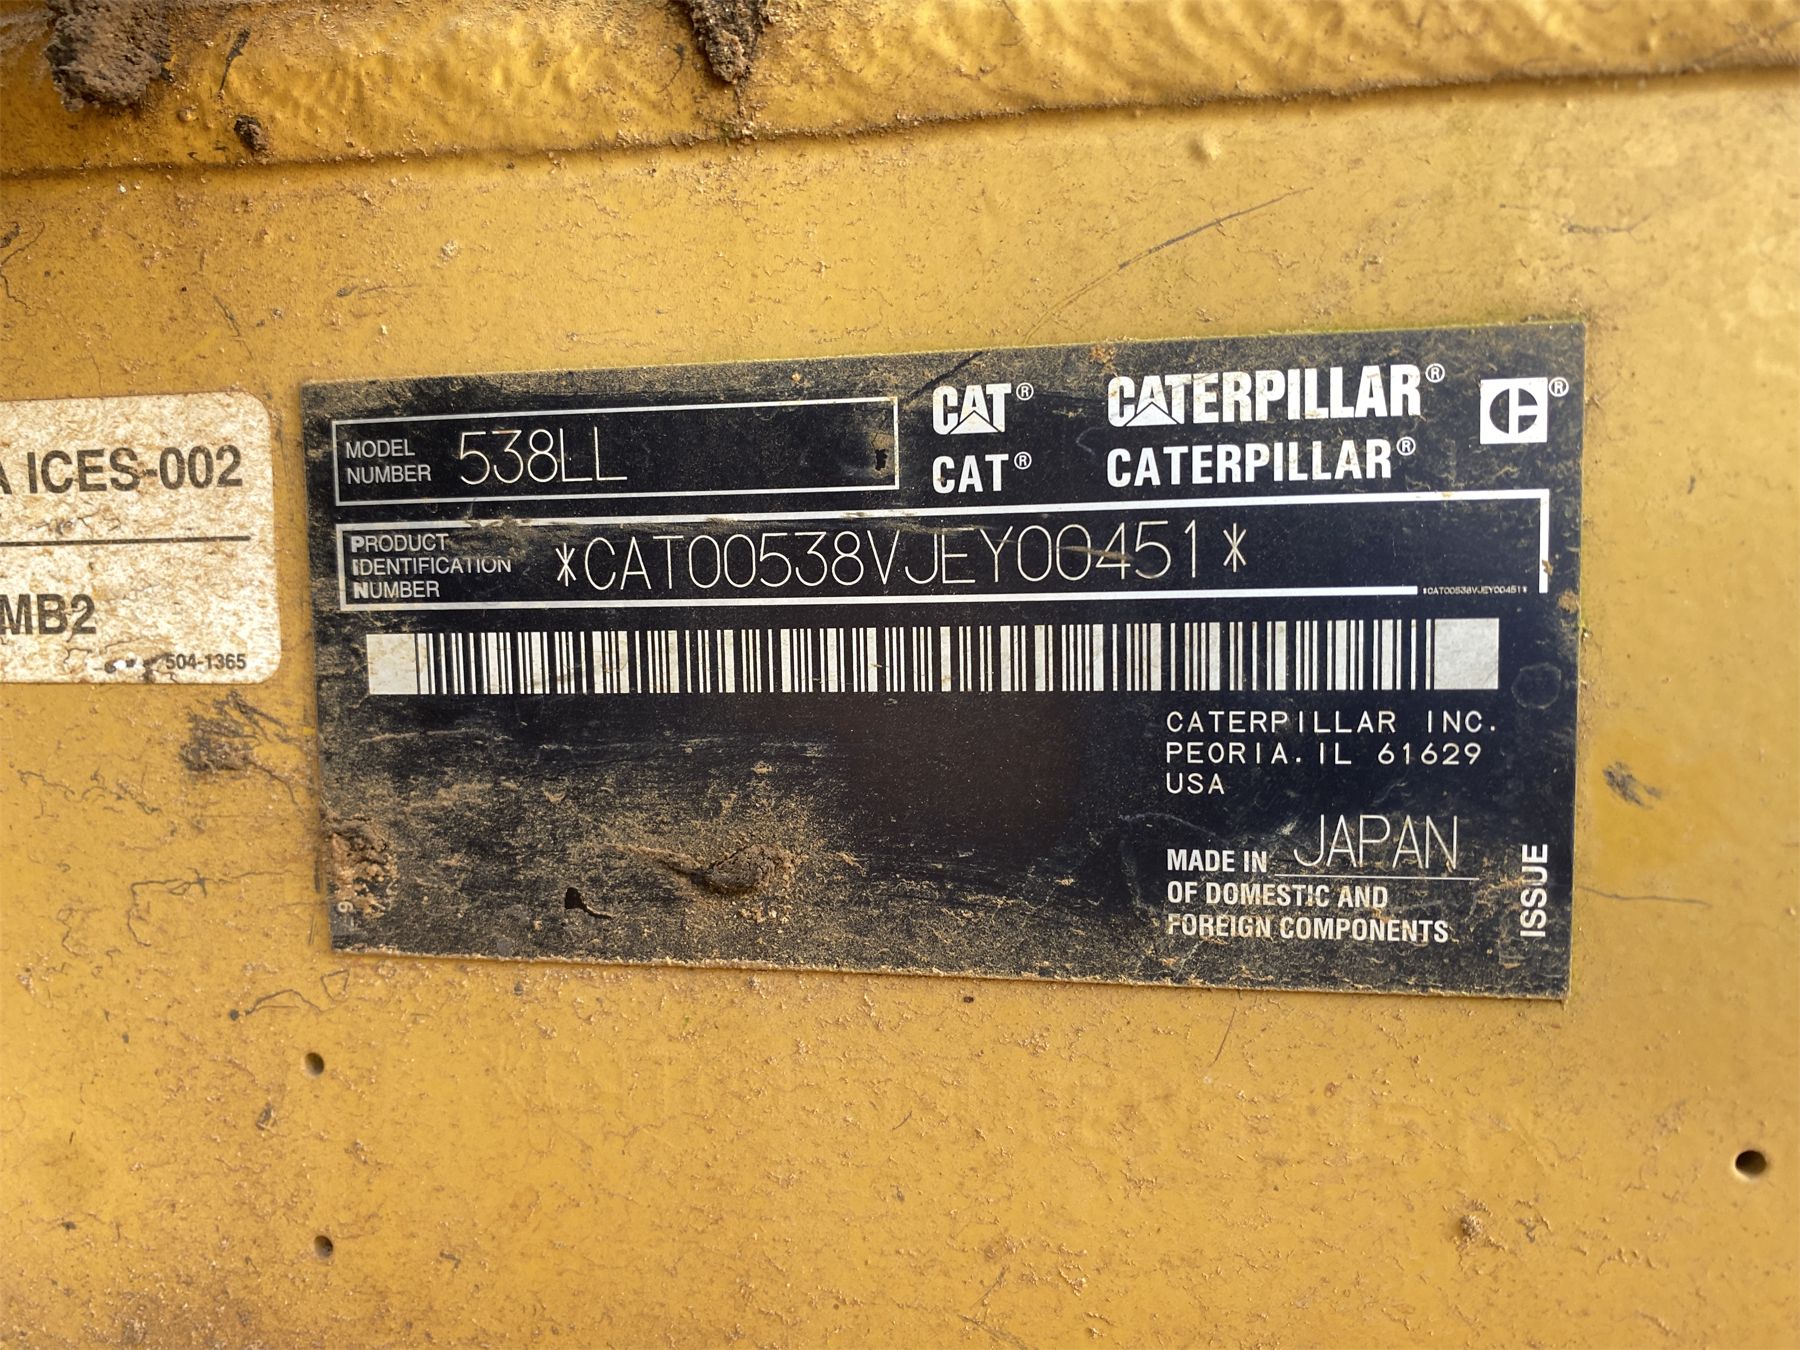 ICES-002
MB2
504-1365
MODEL NUMBER 538LL
CAT® CATERPILLAR®
CAT® CATERPILLAR®
PRODUCT IDENTIFICATION NUMBER *CAT00538VJEY00451*
*CAT00538VJEY00451*
CATERPILLAR INC.
PEORIA. IL 61629
USA
MADE IN JAPAN
OF DOMESTIC AND
FOREIGN COMPONENTS
ISSUE